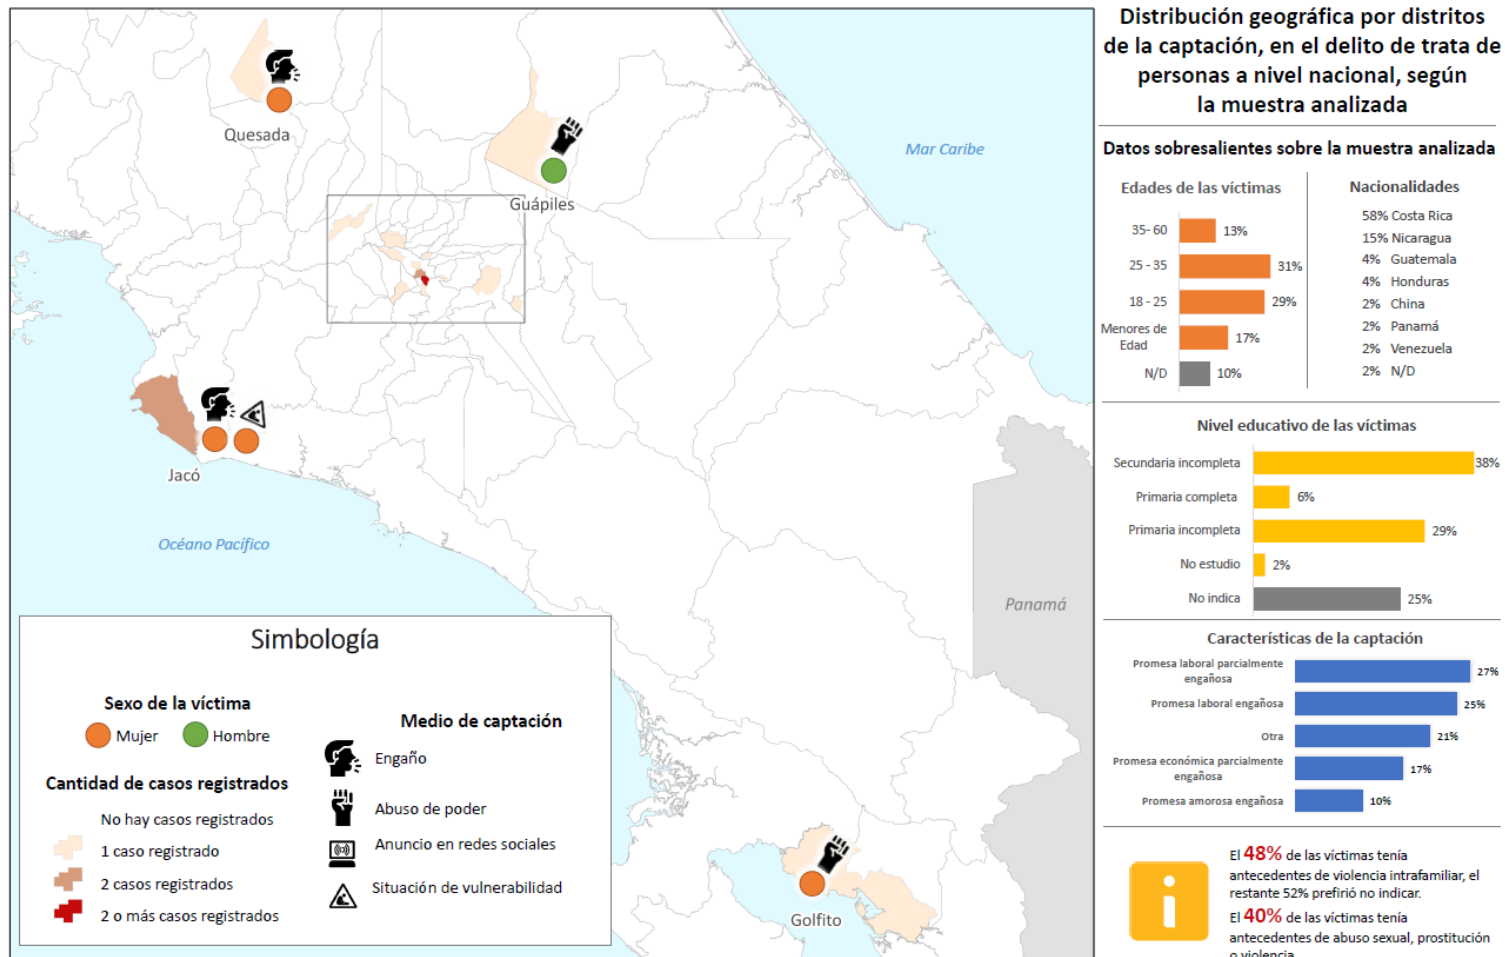 Distribución geográfica por distritos
de la captación, en el delito de trata de
personas a nivel nacional, según
la muestra analizada
Datos sobresalientes sobre la muestra analizada
Edades de las víctimas
35- 60
13%
25 - 35
31%
18 - 25
29%
Menores de
Edad
17%
N/D
10%
Nacionalidades
58% Costa Rica
15% Nicaragua
4% Guatemala
4% Honduras
2% China
2% Panamá
2% Venezuela
2% N/D
Nivel educativo de las víctimas
Secundaria incompleta
38%
Primaria completa
6%
Primaria incompleta
29%
No estudio
2%
No indica
25%
Características de la captación
Promesa laboral parcialmente
engañosa
27%
Promesa laboral engañosa
25%
Otra
21%
Promesa económica parcialmente
engañosa
17%
Promesa amorosa engañosa
10%
El 48% de las víctimas tenía
antecedentes de violencia intrafamiliar, el
restante 52% prefirió no indicar.
El 40% de las víctimas tenía
antecedentes de abuso sexual, prostitución
o violencia
Quesada
Guápiles
Mar Caribe
Jacó
Océano Pacífico
Panamá
Golfito
Simbología
Sexo de la víctima
Mujer
Hombre
Cantidad de casos registrados
No hay casos registrados
1 caso registrado
2 casos registrados
2 o más casos registrados
Medio de captación
Engaño
Abuso de poder
Anuncio en redes sociales
Situación de vulnerabilidad